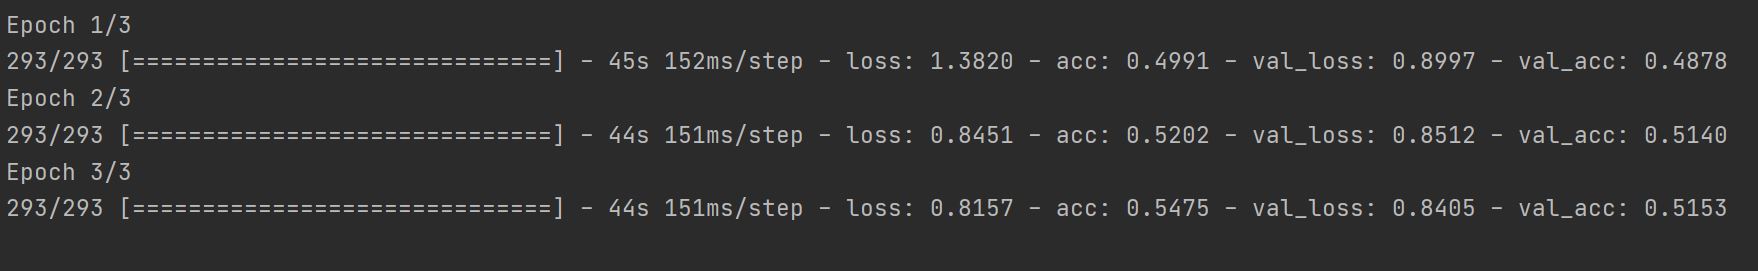 Epoch 1/3
293/293 [==============================] - 45s 152ms/step - loss: 1.3820 - acc: 0.4991 - val_loss: 0.8997 - val_acc: 0.4878
Epoch 2/3
293/293 [==============================] - 44s 151ms/step - loss: 0.8451 - acc: 0.5202 - val_loss: 0.8512 - val_acc: 0.5140
Epoch 3/3
293/293 [==============================] - 44s 151ms/step - loss: 0.8157 - acc: 0.5475 - val_loss: 0.8405 - val_acc: 0.5153